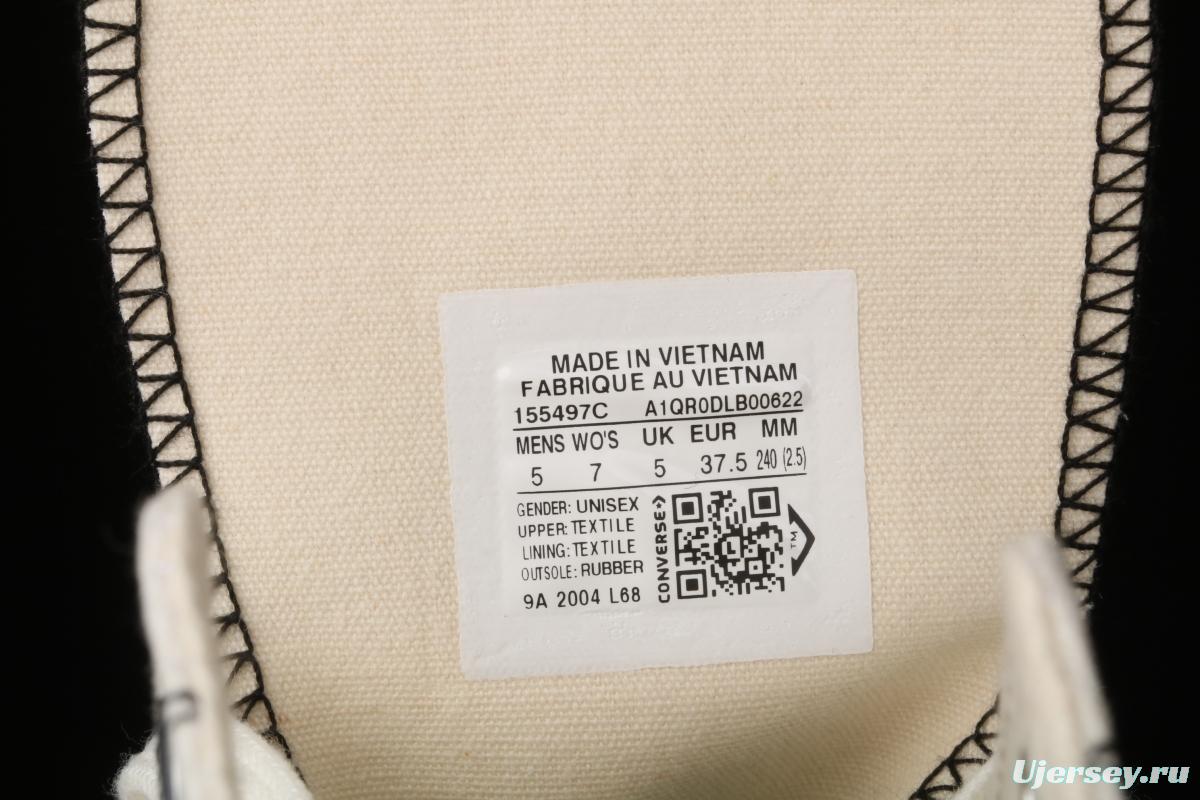 MADE IN VIETNAM
FABRIQUE AU VIETNAM
155497C A1QR0DLB00622
MENS WO'S UK EUR MM
5 7 5 37.5 240 (2.5)
GENDER: UNISEX
UPPER: TEXTILE
LINING: TEXTILE
OUTSOLE: RUBBER
9A 2004 L68
CONVERSE
TM
Ujersey.ru